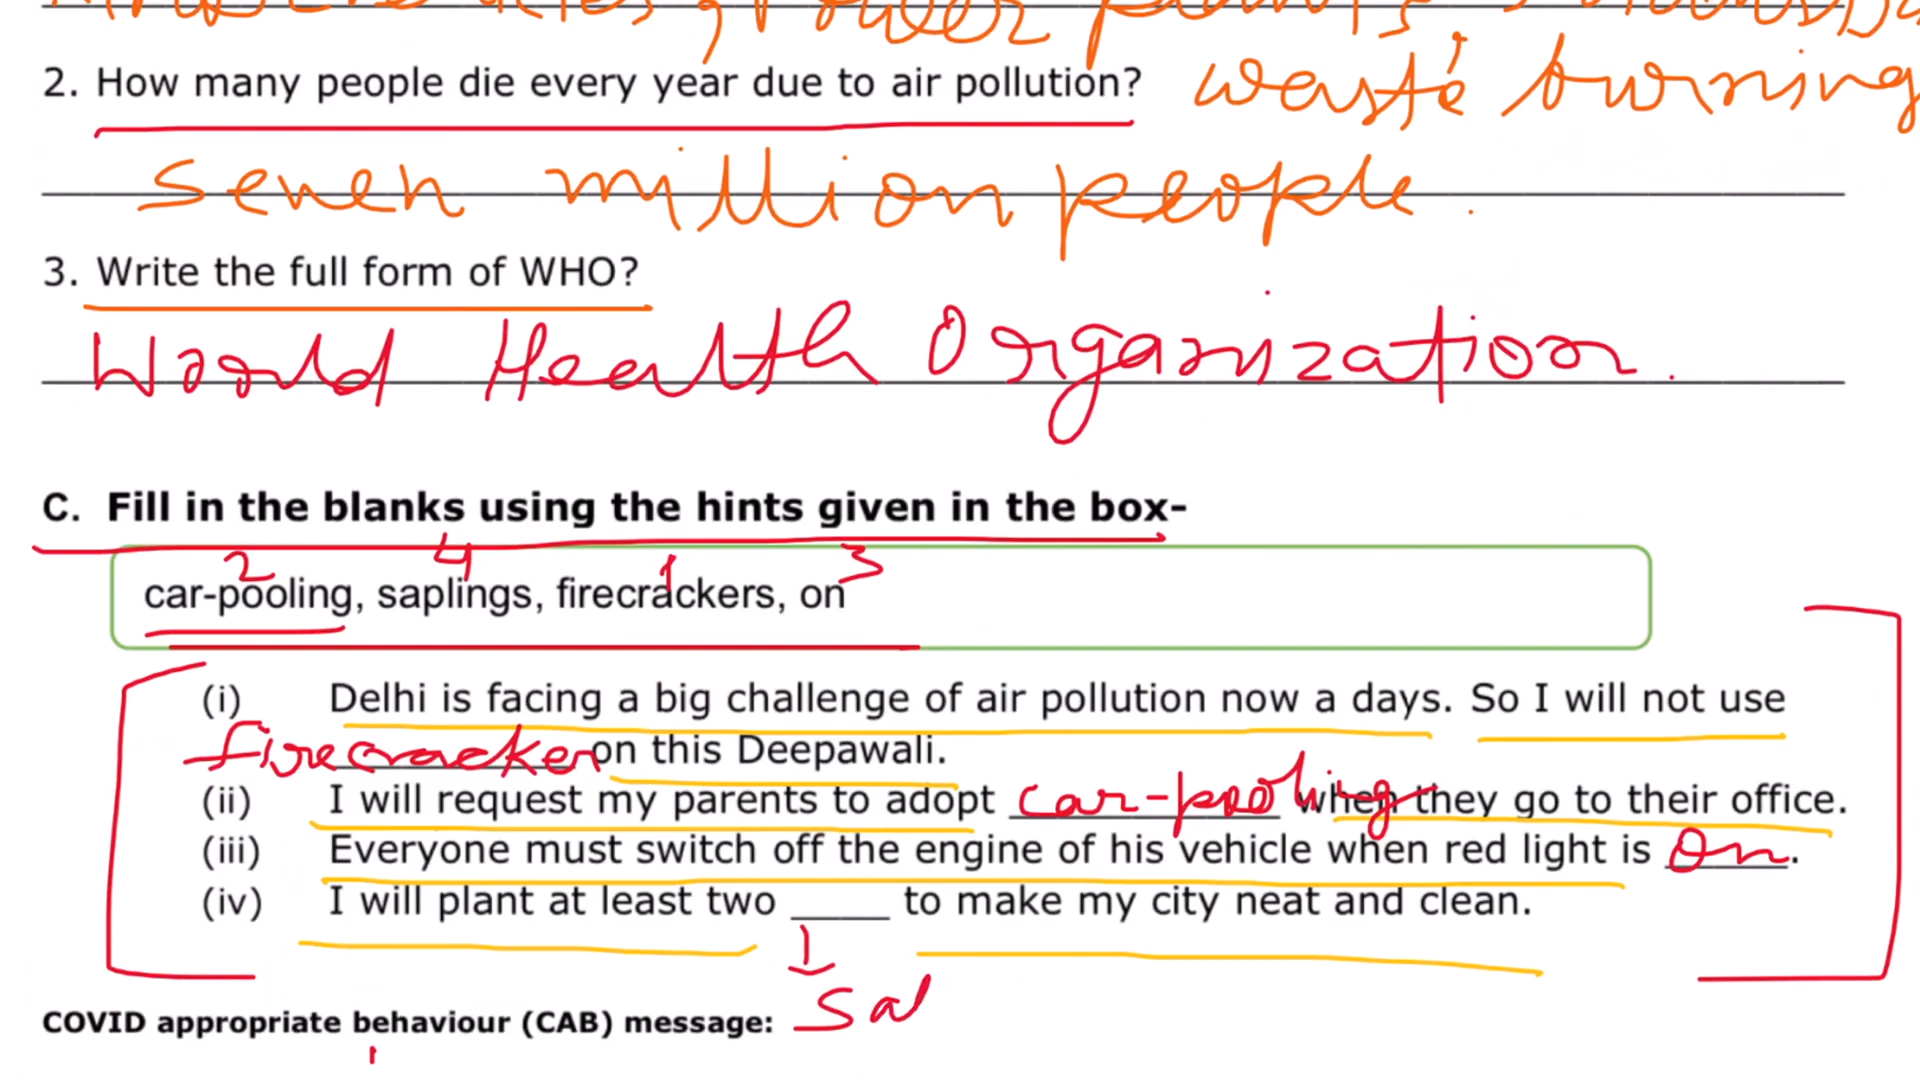 2. How many people die every year due to air pollution? waste burning
seven million people.
3. Write the full form of WHO?
World Health Organization.
C. Fill in the blanks using the hints given in the box-
2 4 1 3
car-pooling, saplings, firecrackers, on
(i) Delhi is facing a big challenge of air pollution now a days. So I will not use
firecracker on this Deepawali.
(ii) I will request my parents to adopt car-pooling when they go to their office.
(iii) Everyone must switch off the engine of his vehicle when red light is on.
(iv) I will plant at least two ____ to make my city neat and clean.
COVID appropriate behaviour (CAB) message: Sal